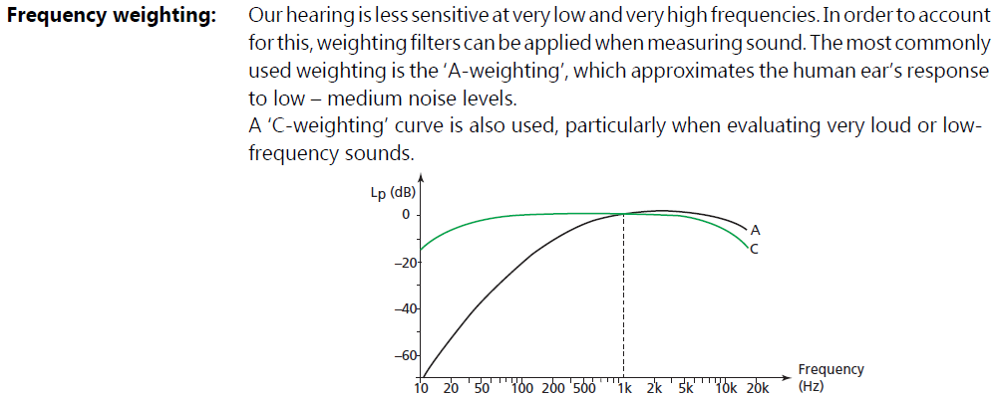 Frequency weighting: Our hearing is less sensitive at very low and very high frequencies. In order to account
for this, weighting filters can be applied when measuring sound. The most commonly
used weighting is the ‘A-weighting’, which approximates the human ear’s response
to low – medium noise levels.
A ‘C-weighting’ curve is also used, particularly when evaluating very loud or low-
frequency sounds.
Lp (dB)
0
A
C
–20
–40
–60
Frequency
10 20 50 100 200 500 1k 2k 5k 10k 20k (Hz)